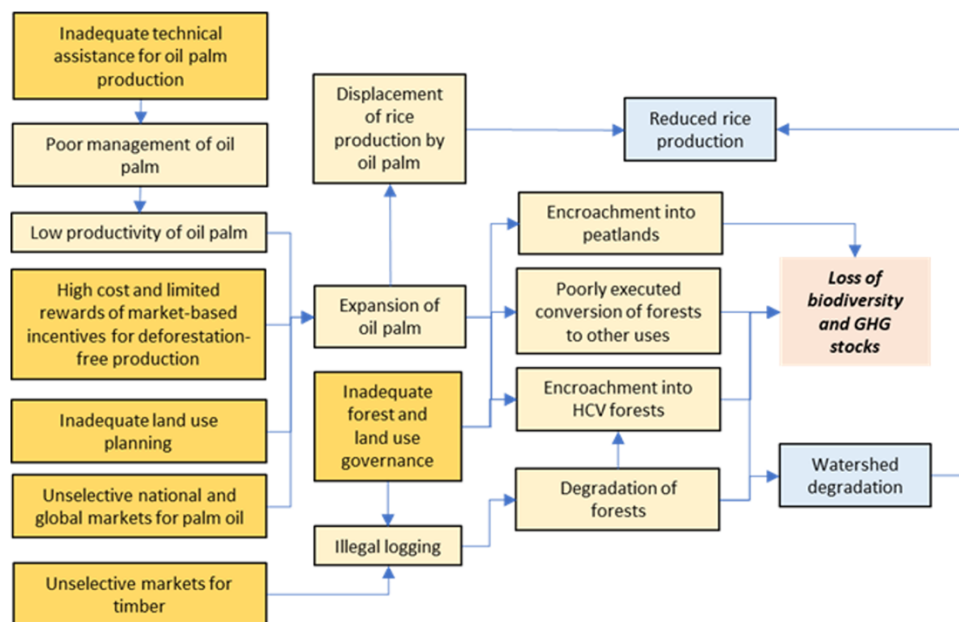 Inadequate technical
assistance for oil palm
production
Poor management of oil
palm
Low productivity of oil palm
High cost and limited
rewards of market-based
incentives for deforestation-
free production
Inadequate land use
planning
Unselective national and
global markets for palm oil
Unselective markets for
timber
Displacement
of rice
production by
oil palm
Expansion of
oil palm
Inadequate
forest and
land use
governance
Illegal logging
Reduced rice
production
Encroachment into
peatlands
Poorly executed
conversion of forests
to other uses
Encroachment into
HCV forests
Degradation of
forests
Loss of
biodiversity
and GHG
stocks
Watershed
degradation